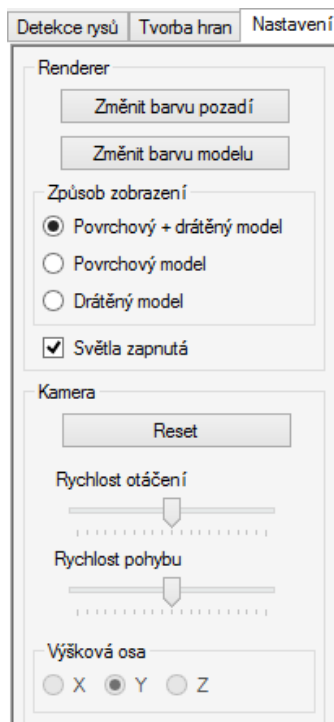 Detekce rysů Tvorba hran Nastavení
Renderer
Změnit barvu pozadí
Změnit barvu modelu
Způsob zobrazení
Povrchový + drátěný model
Povrchový model
Drátěný model
Světla zapnutá
Kamera
Reset
Rychlost otáčení
Rychlost pohybu
Výšková osa
X Y Z